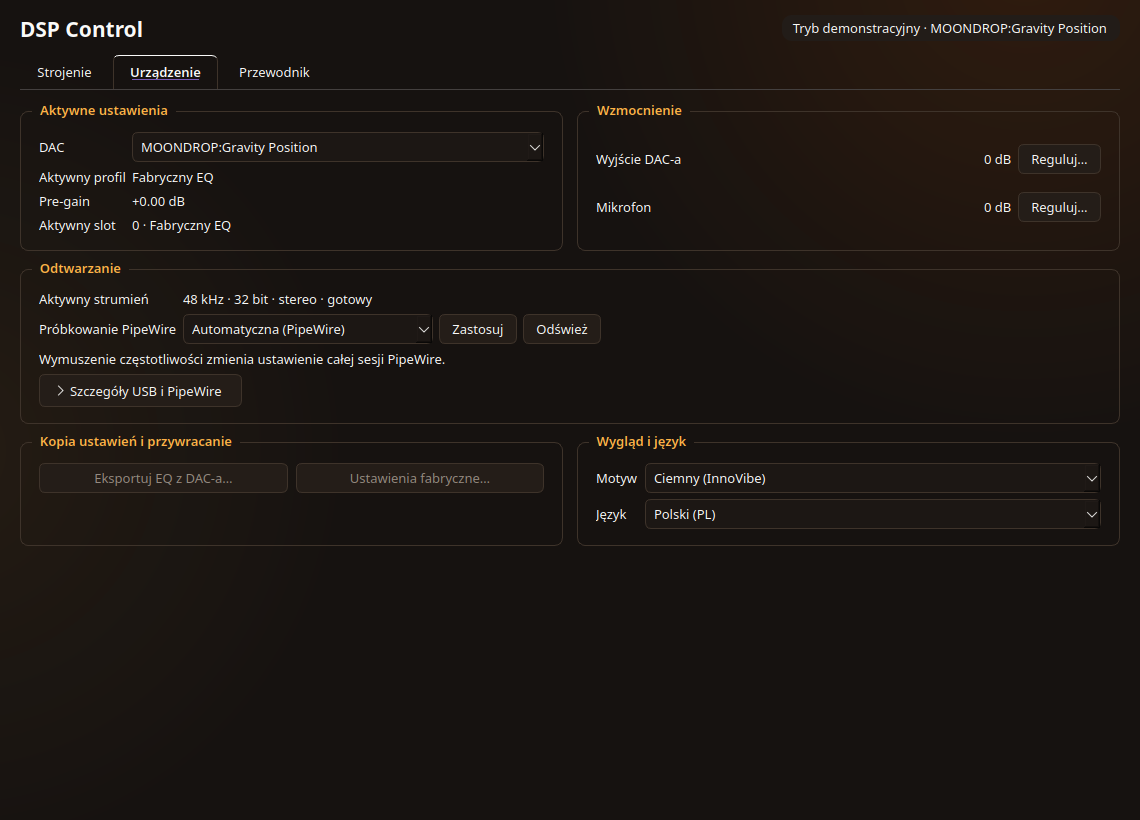 DSP Control
Tryb demonstracyjny · MOONDROP:Gravity Position
Strojenie
Urządzenie
Przewodnik
Aktywne ustawienia
DAC
MOONDROP:Gravity Position
Aktywny profil
Fabryczny EQ
Pre-gain
+0.00 dB
Aktywny slot
0 · Fabryczny EQ
Wzmocnienie
Wyjście DAC-a
0 dB
Reguluj...
Mikrofon
0 dB
Reguluj...
Odtwarzanie
Aktywny strumień
48 kHz · 32 bit · stereo · gotowy
Próbkowanie PipeWire
Automatyczna (PipeWire)
Zastosuj
Odśwież
Wymuszenie częstotliwości zmienia ustawienie całej sesji PipeWire.
Szczegóły USB i PipeWire
Kopia ustawień i przywracanie
Eksportuj EQ z DAC-a...
Ustawienia fabryczne...
Wygląd i język
Motyw
Ciemny (InnoVibe)
Język
Polski (PL)